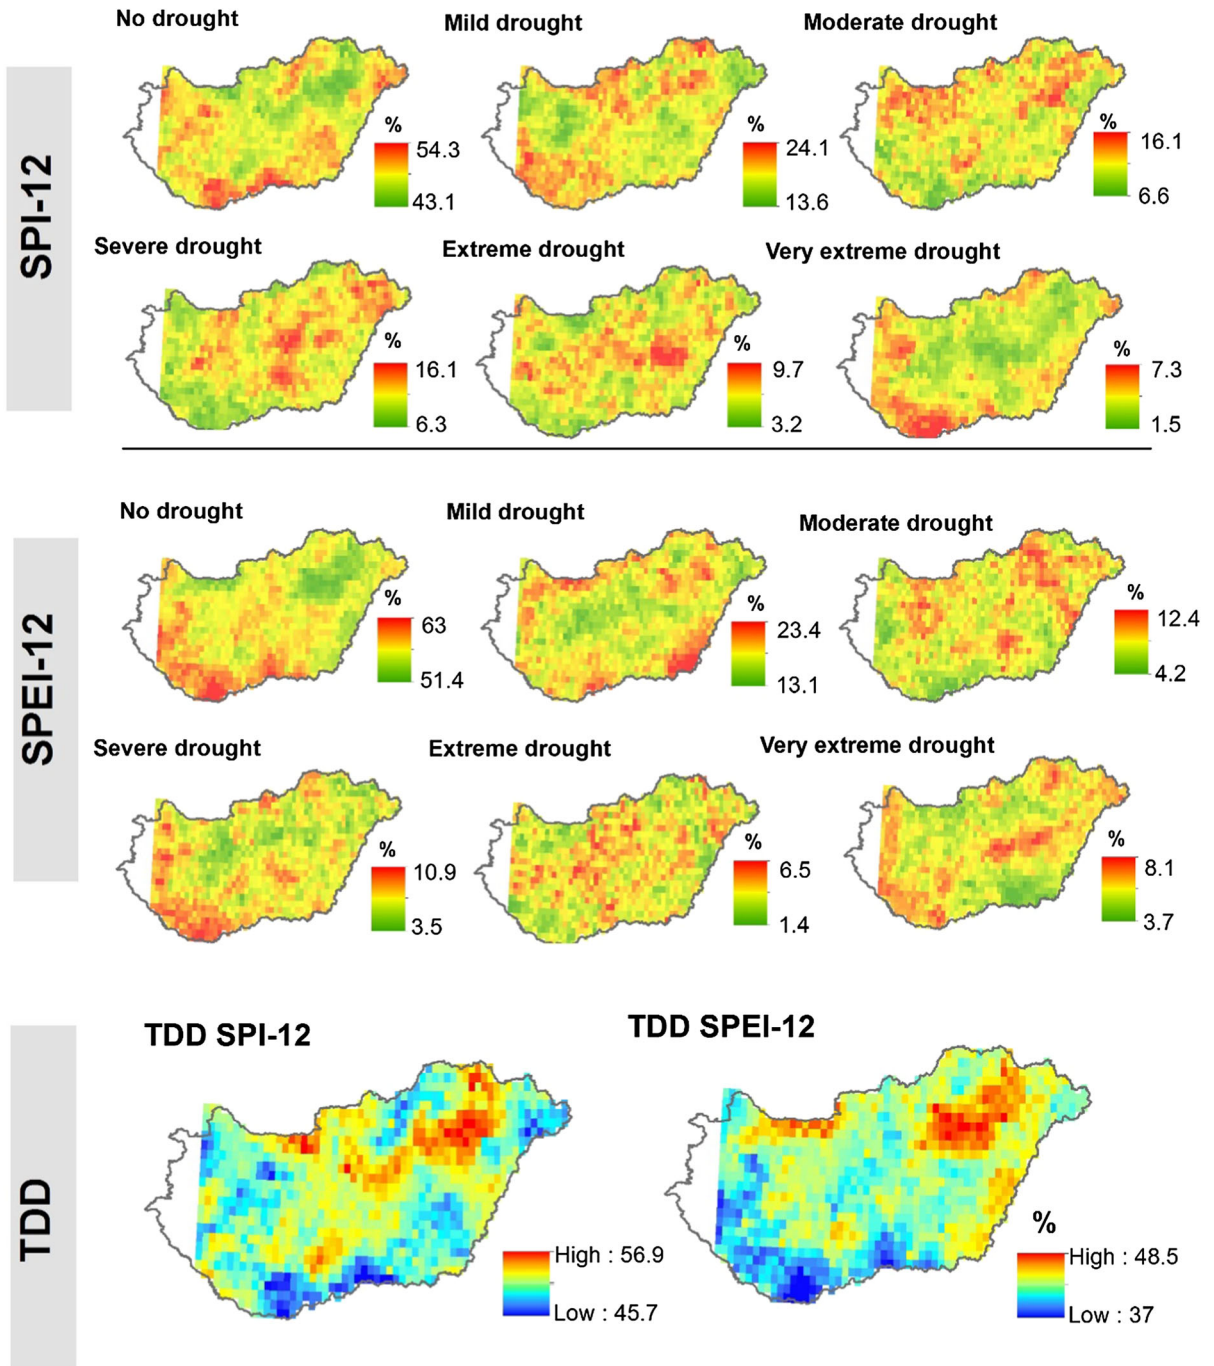 SPI-12
No drought
Mild drought
Moderate drought
%
54.3
43.1
%
24.1
13.6
%
16.1
6.6
Severe drought
Extreme drought
Very extreme drought
%
16.1
6.3
%
9.7
3.2
%
7.3
1.5
SPEI-12
No drought
Mild drought
Moderate drought
%
63
51.4
%
23.4
13.1
%
12.4
4.2
Severe drought
Extreme drought
Very extreme drought
%
10.9
3.5
%
6.5
1.4
%
8.1
3.7
TDD
TDD SPI-12
TDD SPEI-12
High : 56.9
Low : 45.7
%
High : 48.5
Low : 37